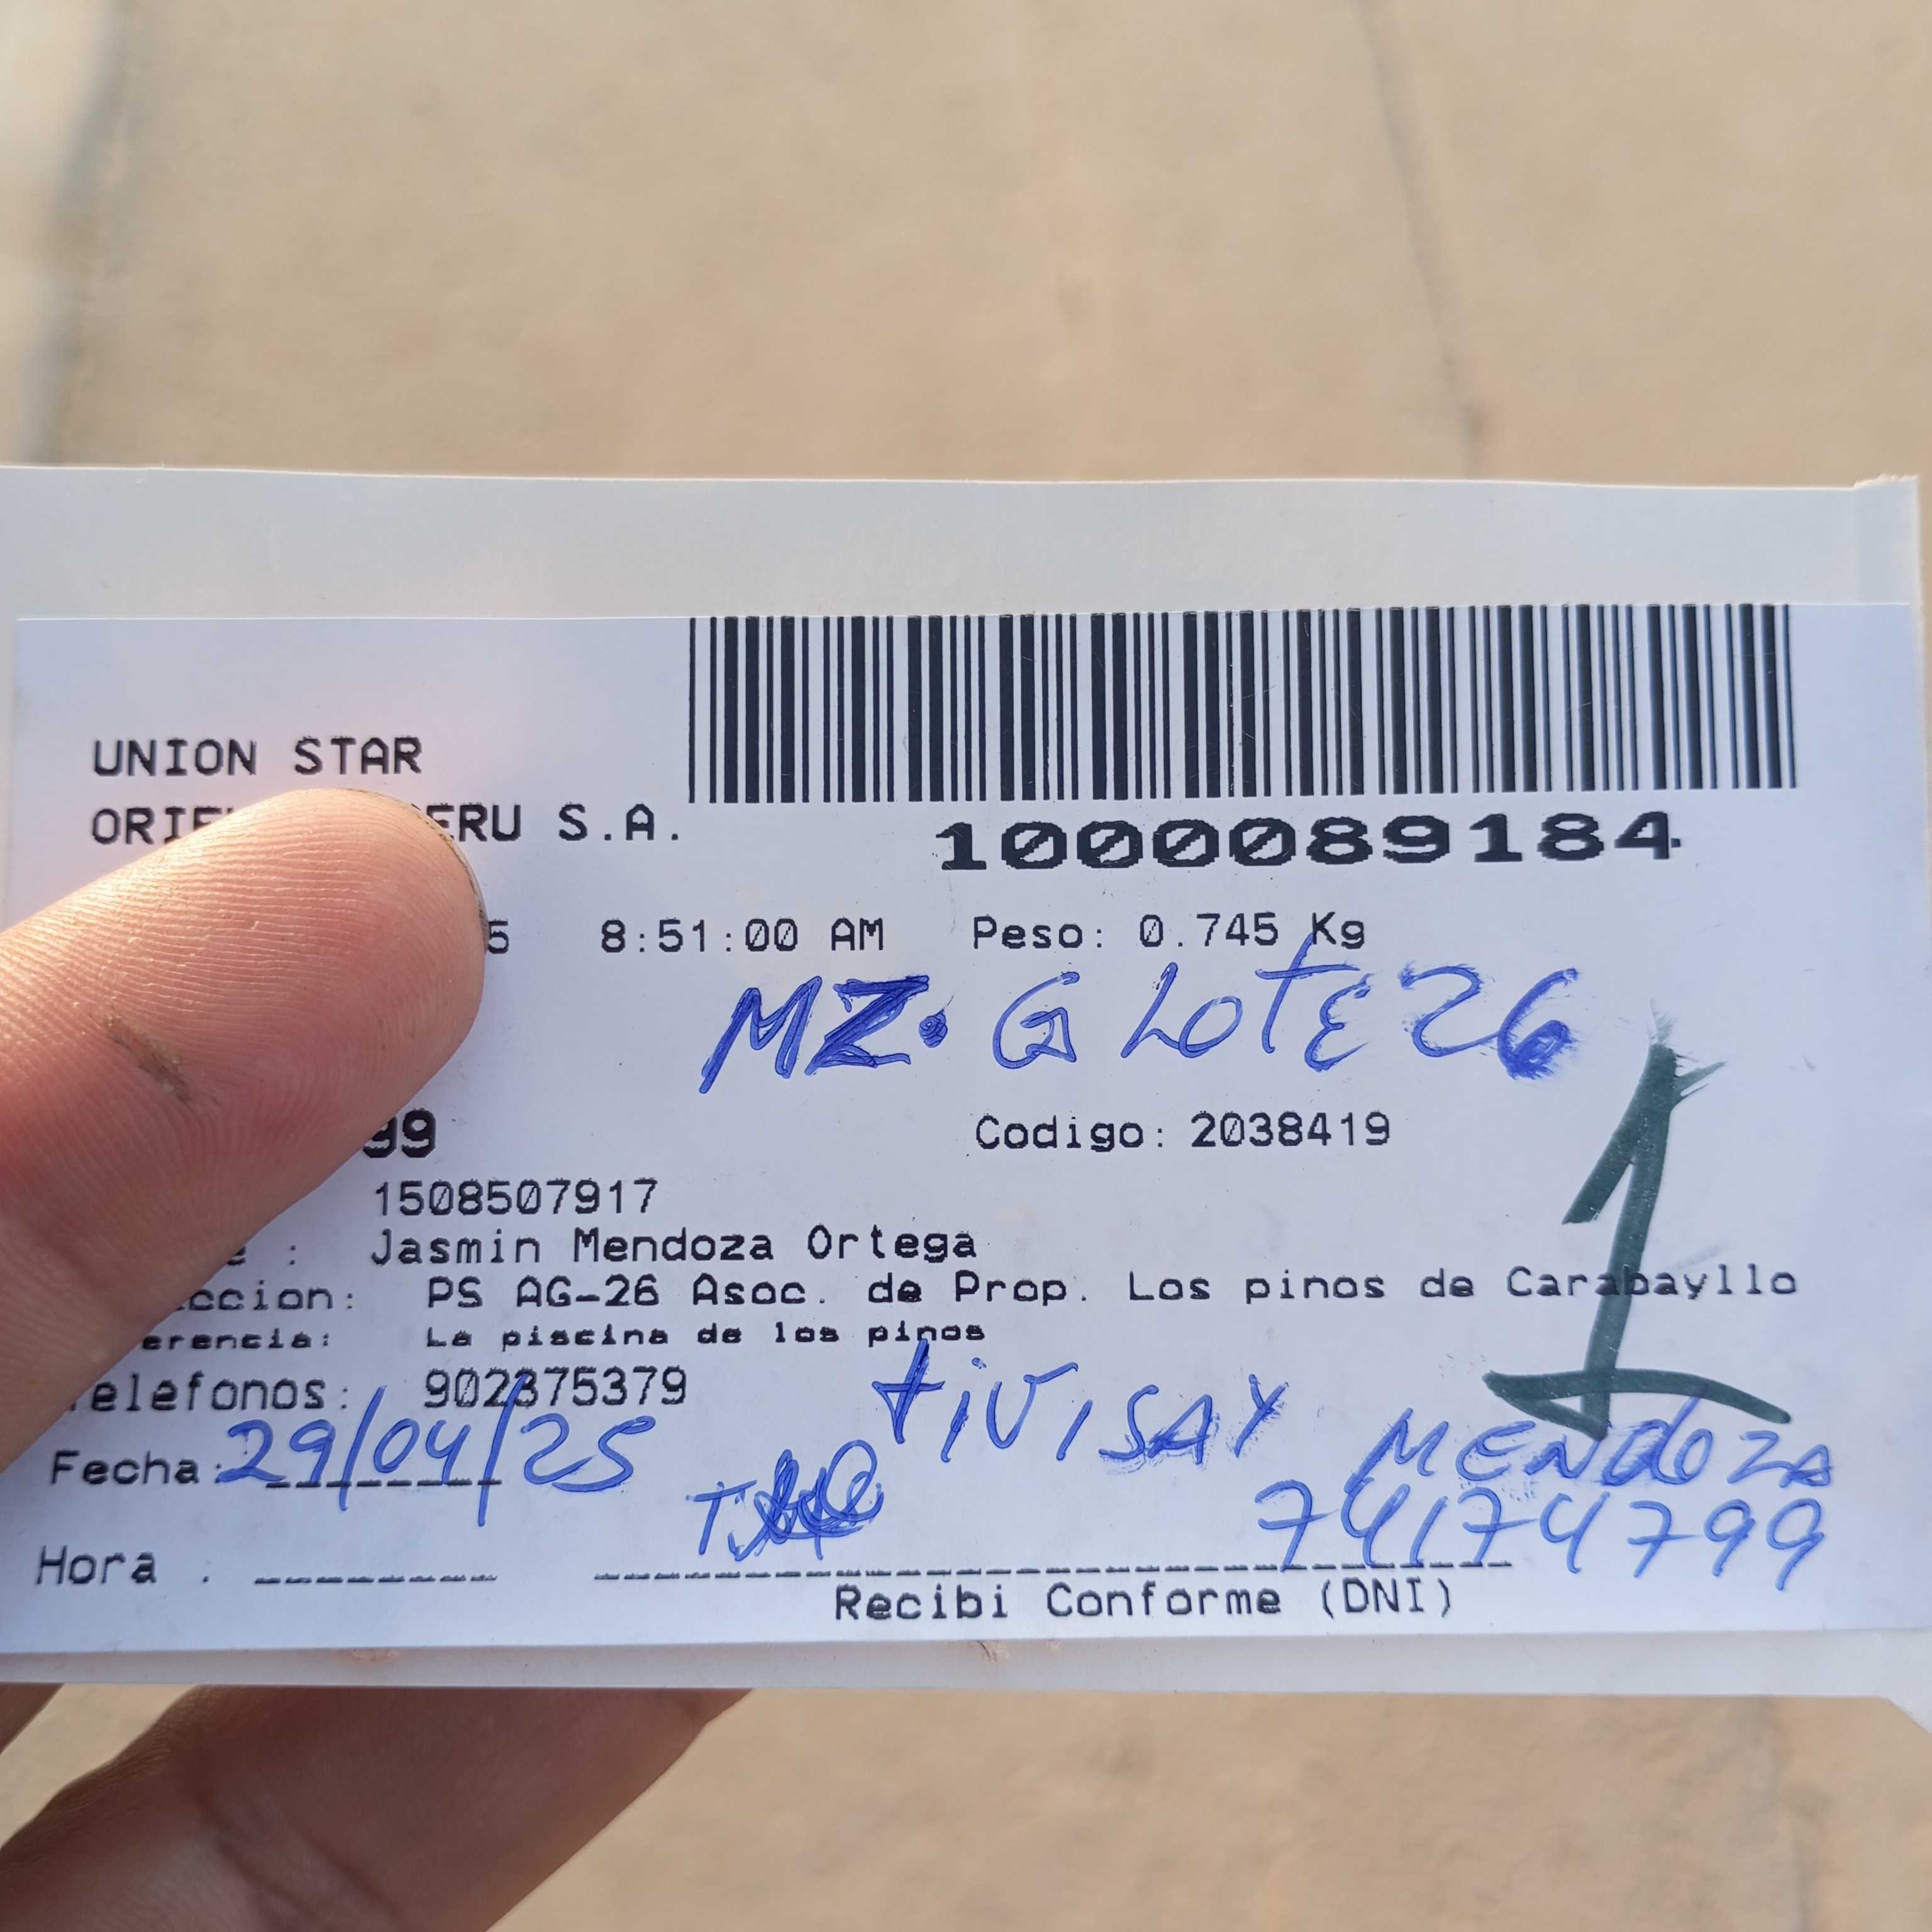 UNION STAR
S.A.
1000089184
8:51:00 AM Peso: 0.745 Kg
MZ. G LOTE 26
99 Codigo: 2038419
1508507917
Jasmin Mendoza Ortega
PS AG-26 Asoc. de Prop. Los pinos de Carabayllo
La piscina de los pinos
902375379
1
tivisay MENDOZA
Fecha: 29/04/25
74174799
Hora :
Recibi Conforme (DNI)